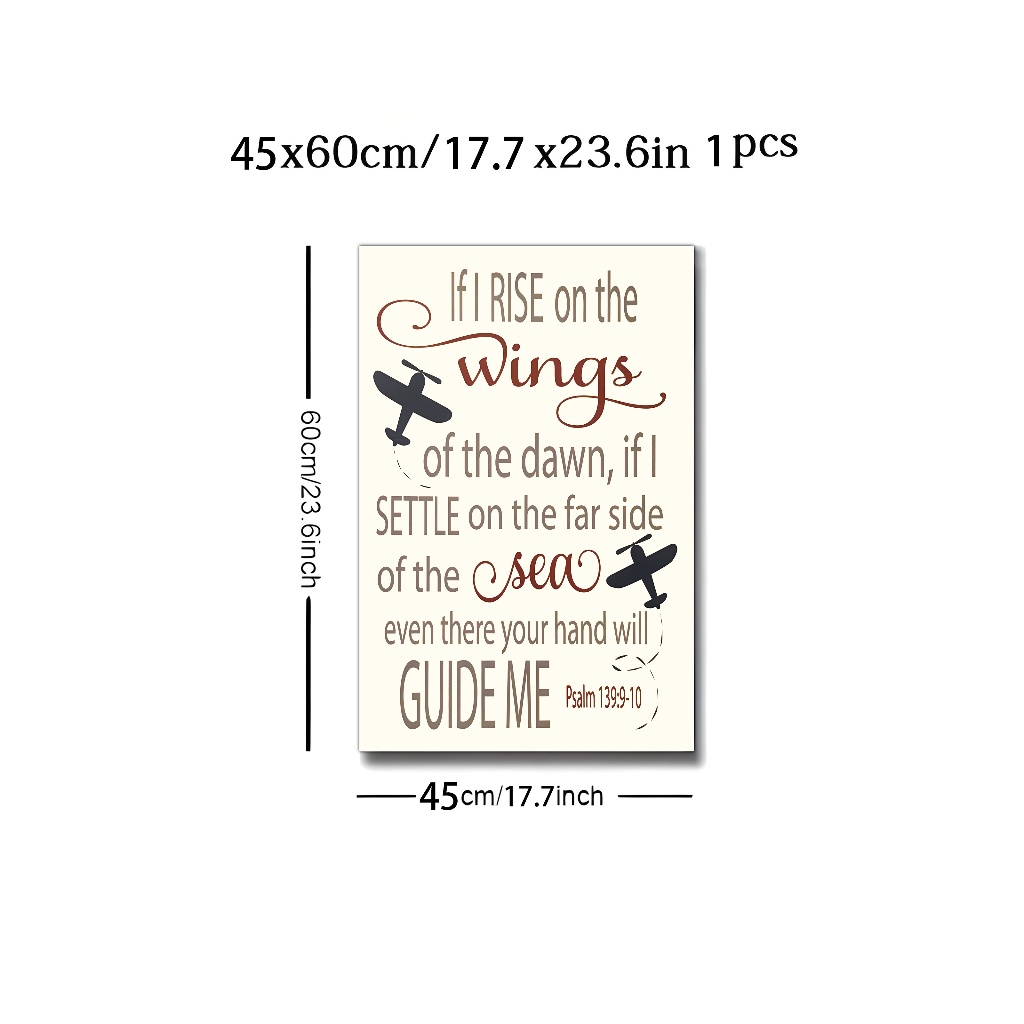 45x60cm/17.7 x23.6in 1pcs
If I RISE on the
wings
of the dawn, if I
SETTLE on the far side
of the sea
even there your hand will
GUIDE ME Psalm 139:9-10
60cm/23.6inch
45cm/17.7inch